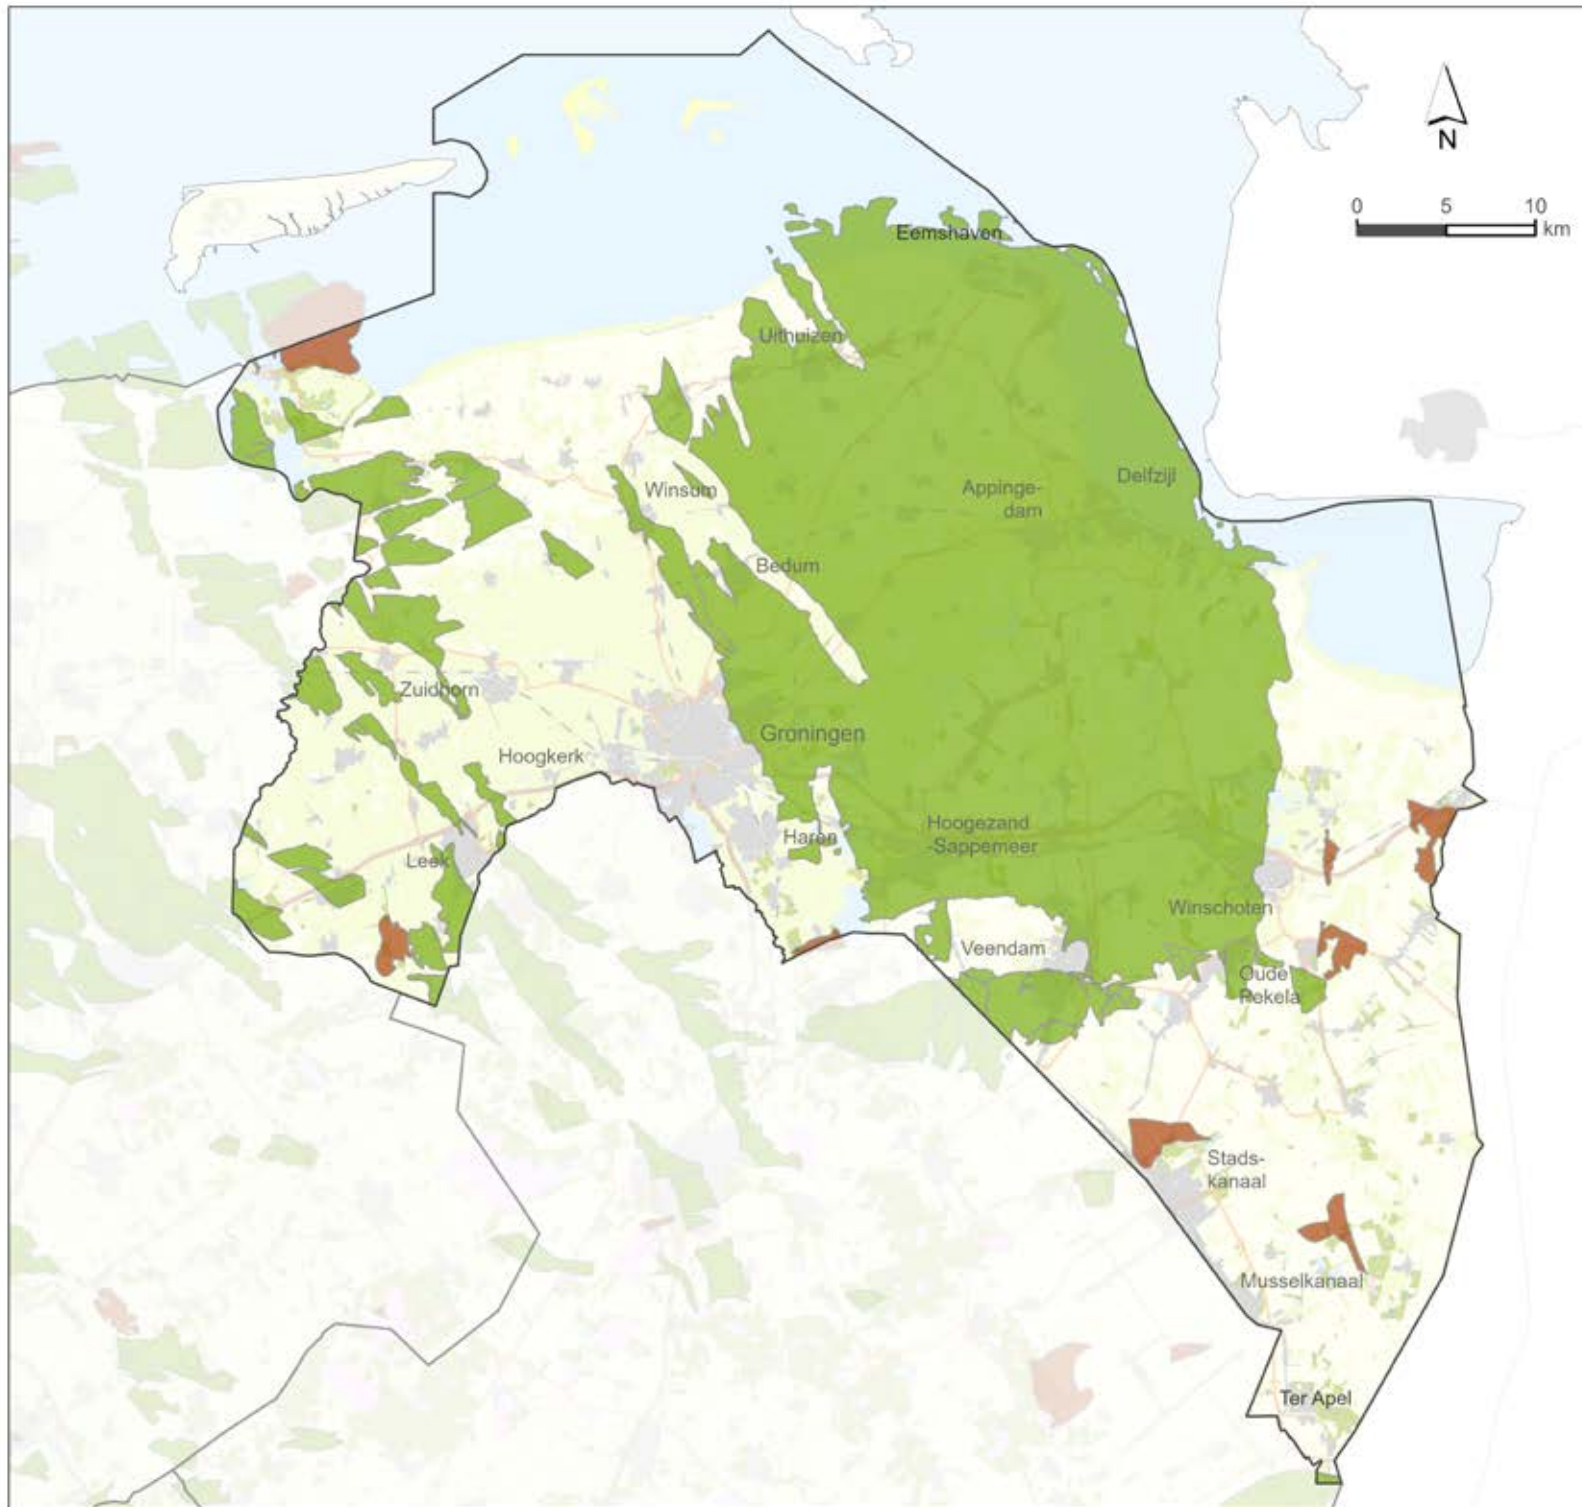 N
0 5 10
km
Eemshaven
Uithuizen
Winsum
Appinge-
dam
Delfzijl
Bedum
Zuidhorn
Groningen
Hoogkerk
Haren
Hoogezand
-Sappemeer
Leek
Winschoten
Veendam
Oude
Pekela
Stads-
kanaal
Musselkanaal
Ter Apel